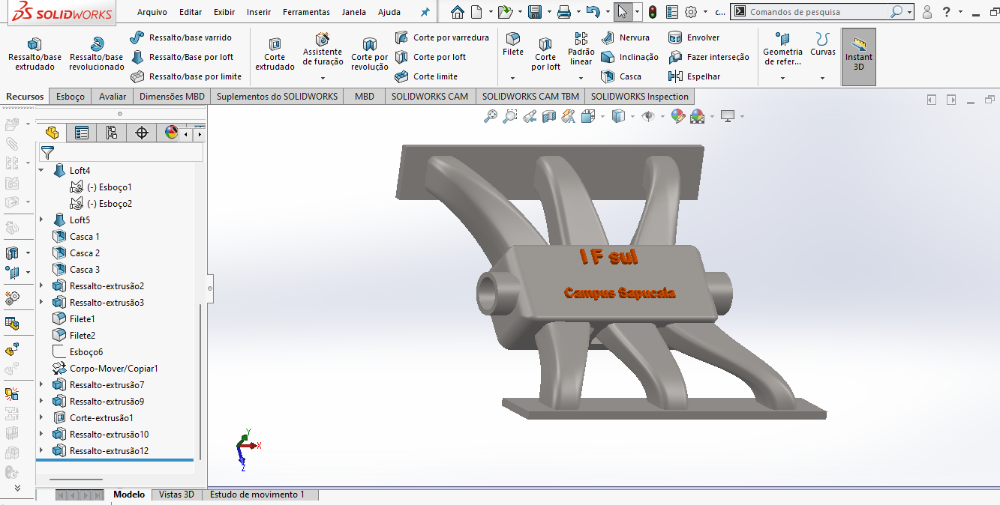 SOLIDWORKS
Arquivo Editar Exibir Inserir Ferramentas Janela Ajuda
c...
Comandos de pesquisa
?
Ressalto/base extrudado
Ressalto/base revolucionado
Ressalto/base varrido
Ressalto/Base por loft
Ressalto/base por limite
Corte extrudado
Assistente de furação
Corte por revolução
Corte por varredura
Corte por loft
Corte limite
Filete
Corte por loft
Padrão linear
Nervura
Inclinação
Casca
Envolver
Fazer interseção
Espelhar
Geometria de refer...
Curvas
Instant 3D
Recursos Esboço Avaliar Dimensões MBD Suplementos do SOLIDWORKS MBD SOLIDWORKS CAM SOLIDWORKS CAM TBM SOLIDWORKS Inspection
Loft4
(-) Esboço1
(-) Esboço2
Loft5
Casca 1
Casca 2
Casca 3
Ressalto-extrusão2
Ressalto-extrusão3
Filete1
Filete2
Esboço6
Corpo-Mover/Copiar1
Ressalto-extrusão7
Ressalto-extrusão9
Corte-extrusão1
Ressalto-extrusão10
Ressalto-extrusão12
I F sul
Campus Sapucaia
Y
X
Z
Modelo Vistas 3D Estudo de movimento 1